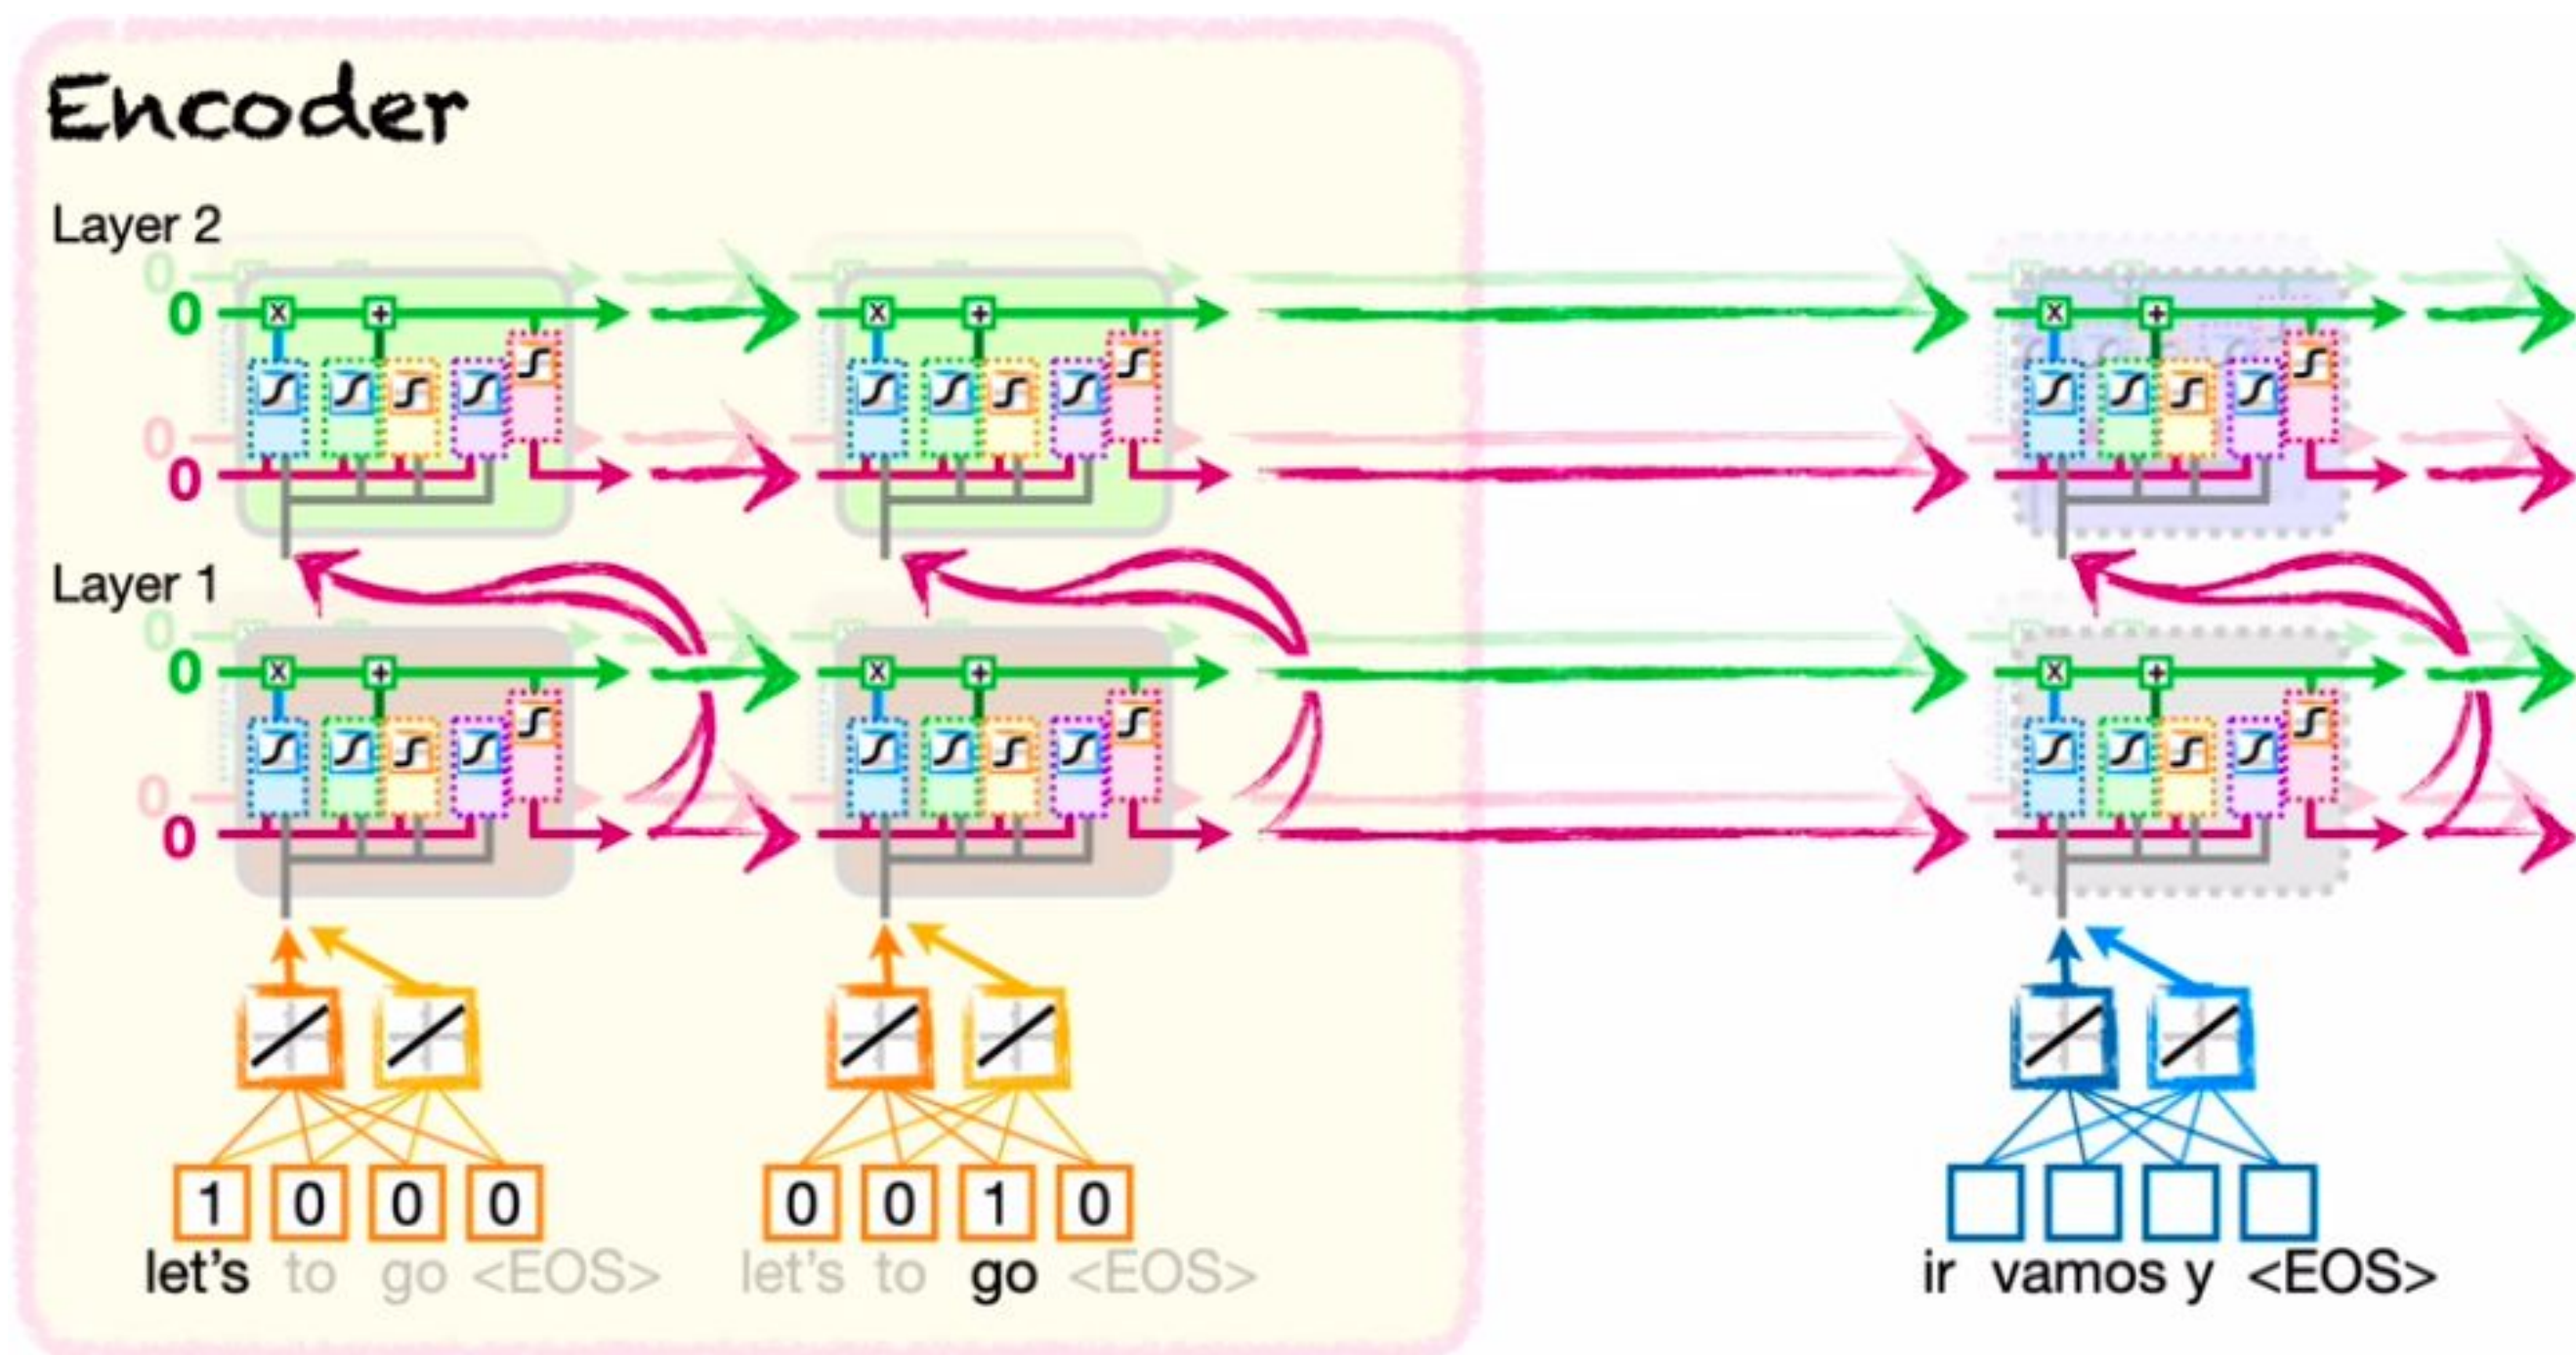 Encoder
Layer 2
0
0
x + x +
x +
0
0
Layer 1
0
0
x + x +
x +
0
0
1 0 0 0
0 0 1 0
let's to go <EOS>
let's to go <EOS>
ir vamos y <EOS>